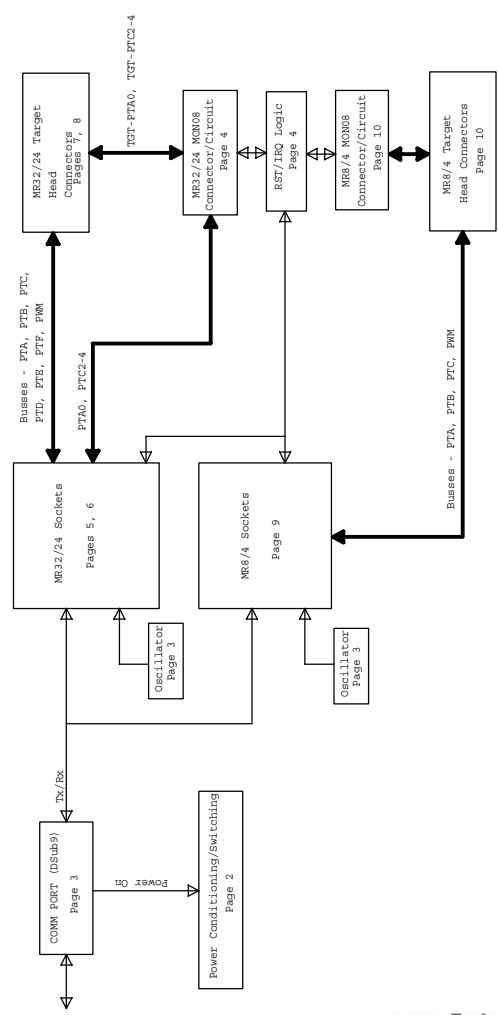 MR32/24 Target
Head
Connectors
Pages 7, 8
TGT-PTA0, TGT-PTC2-4
MR32/24 MON08
Connector/Circuit
Page 4
RST/IRQ Logic
Page 4
MR8/4 MON08
Connector/Circuit
Page 10
MR8/4 Target
Head Connectors
Page 10
Busses - PTA, PTB, PTC,
PTD, PTE, PTF, PWM
PTA0, PTC2-4
Busses - PTA, PTB, PTC, PWM
MR32/24 Sockets
Pages 5, 6
MR8/4 Sockets
Page 9
Oscillator
Page 3
Oscillator
Page 3
Tx/Rx
COMM PORT (DSub9)
Page 3
Power On
Power Conditioning/Switching
Page 2